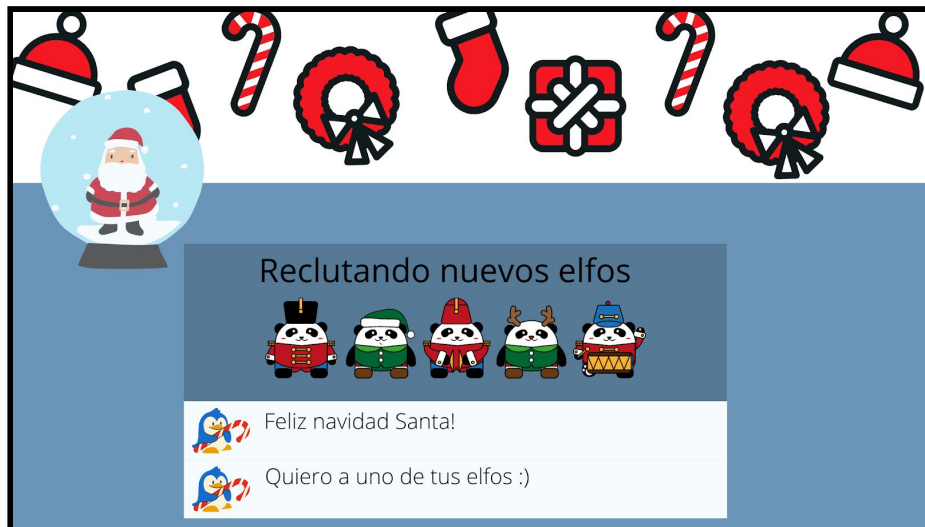 Reclutando nuevos elfos
Feliz navidad Santa!
Quiero a uno de tus elfos :)